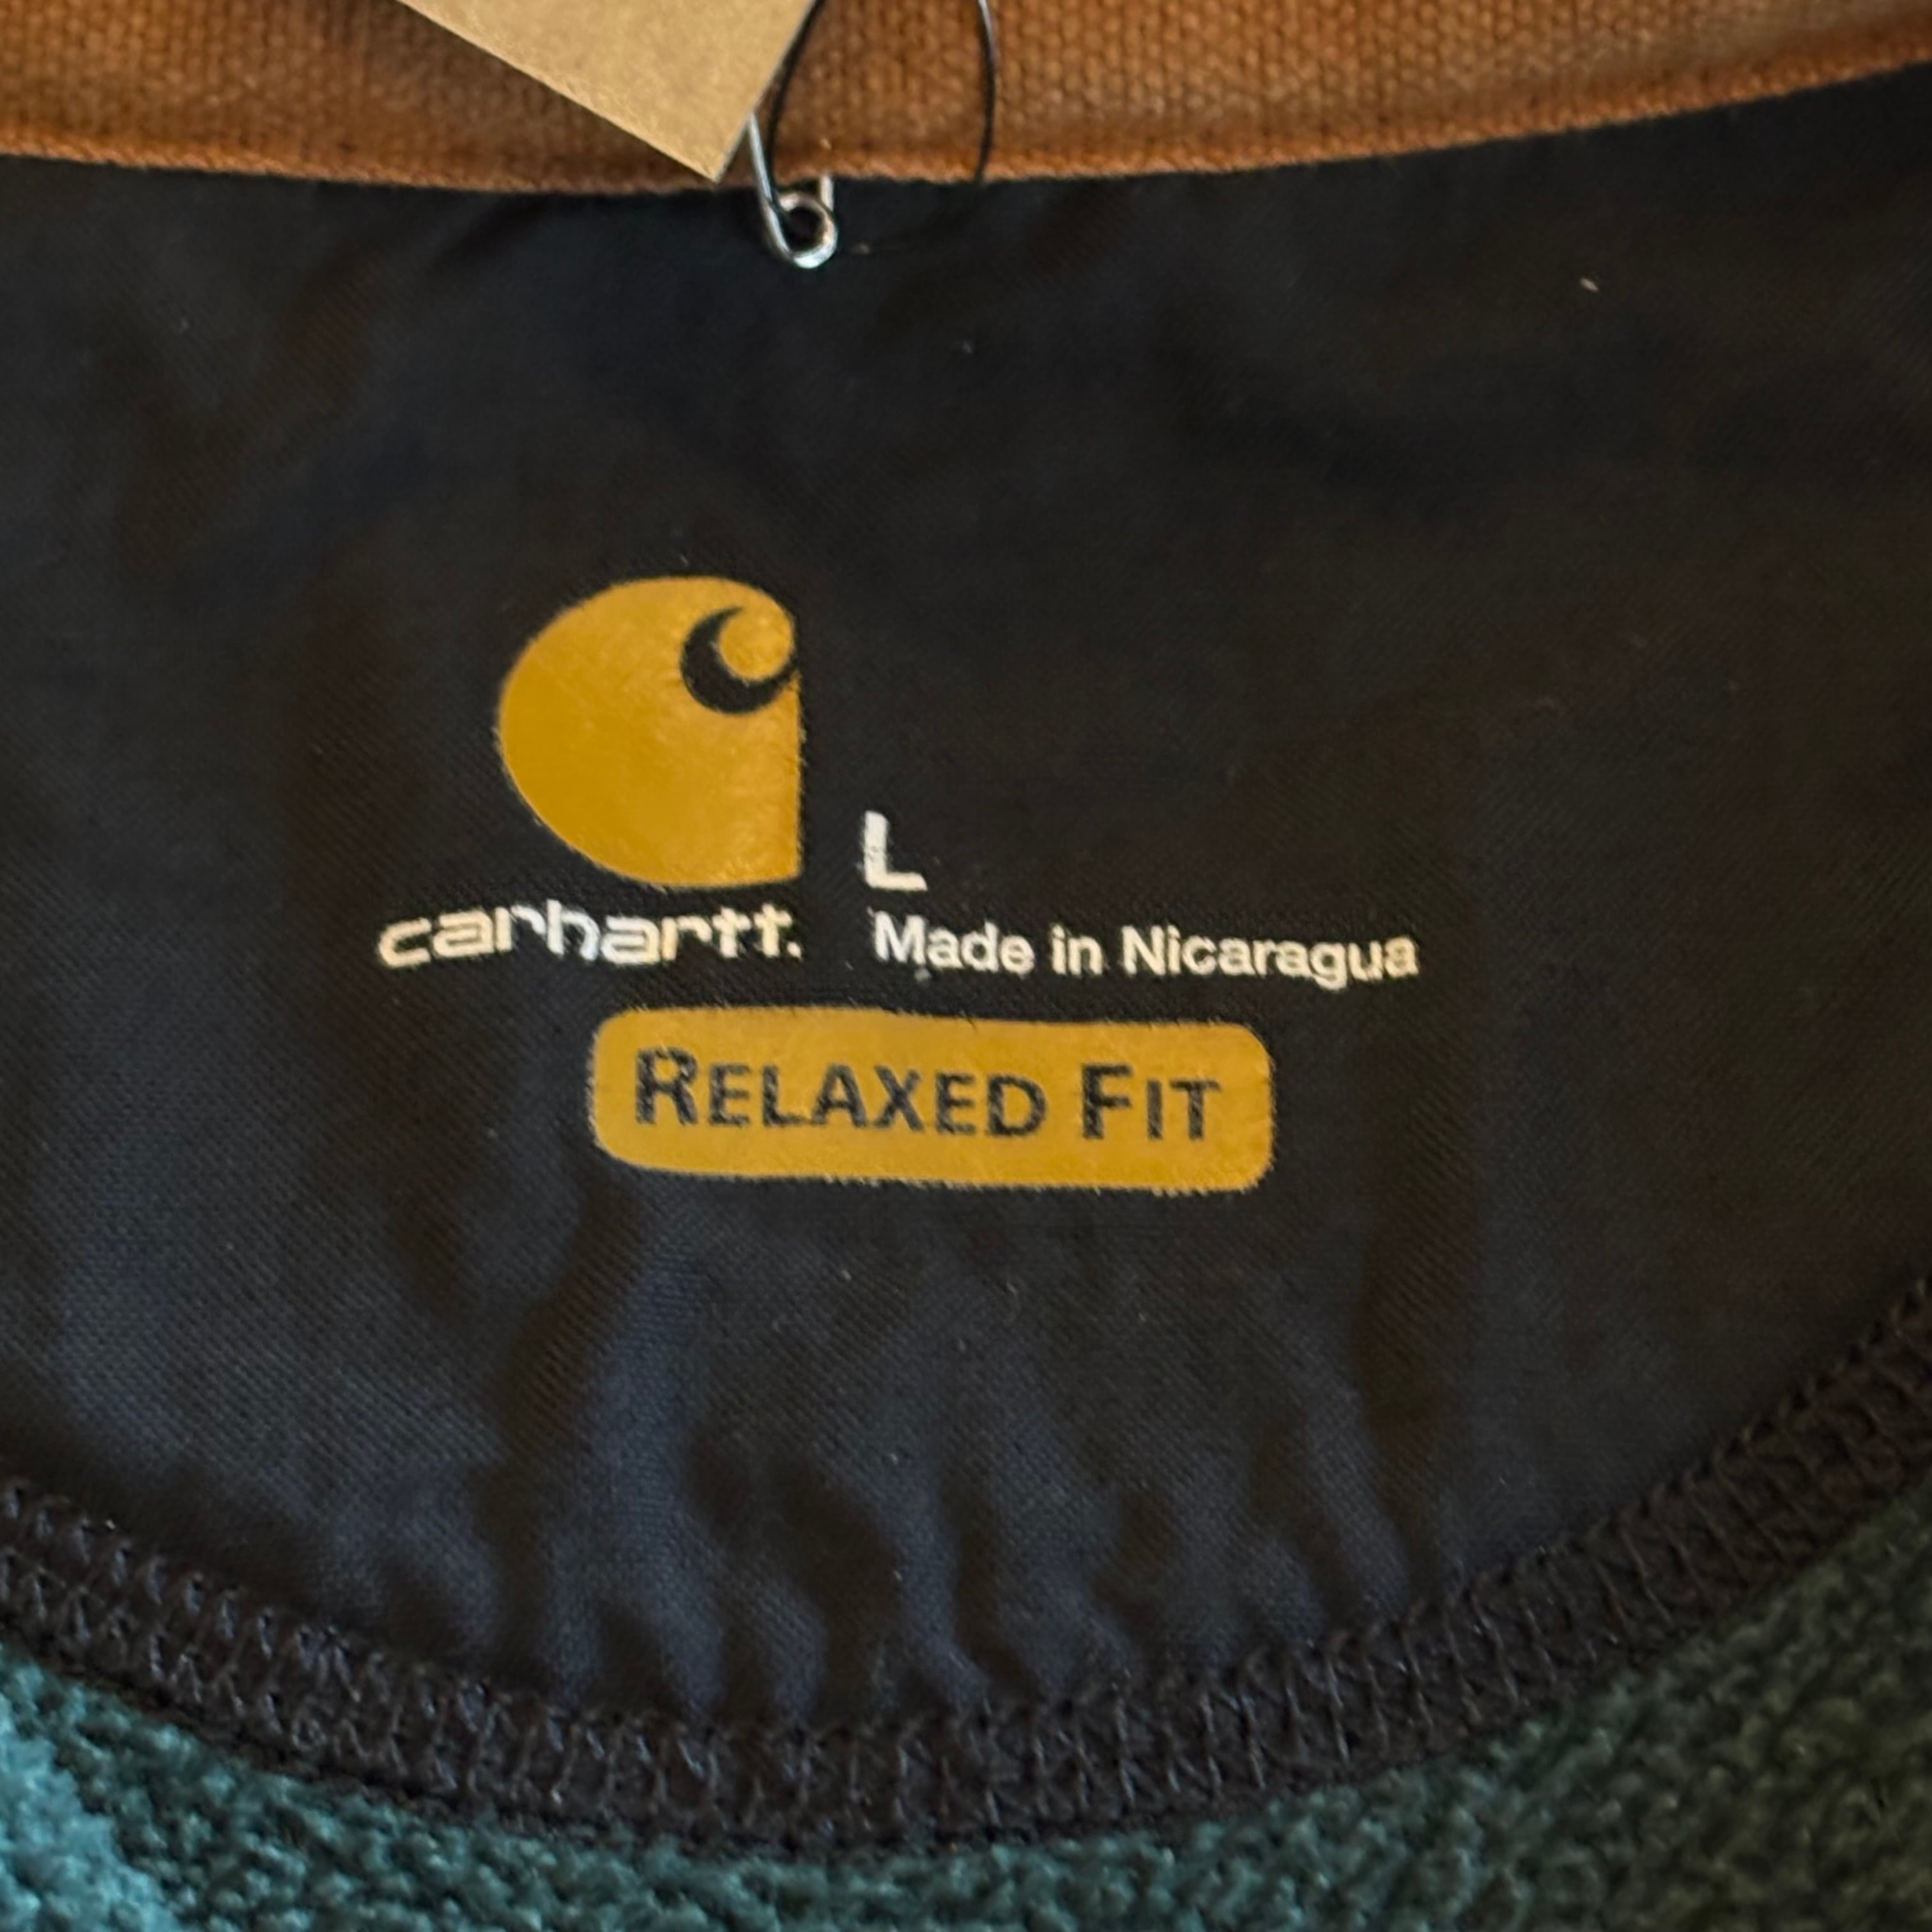 L
carhartt.
Made in Nicaragua
RELAXED FIT